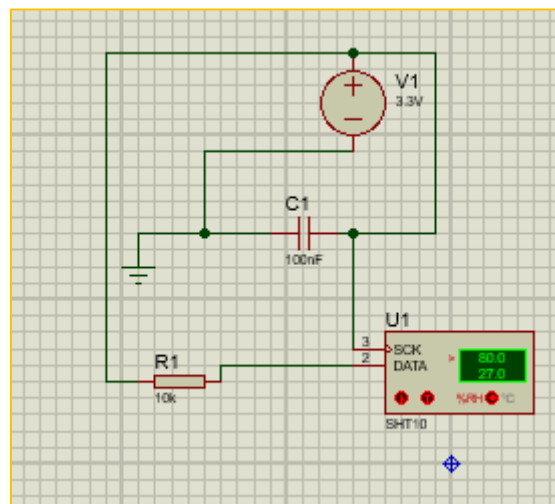 V1
3.3V
C1
100nF
U1
3
SCK
2
DATA
80.0
27.0
%RH
°C
SHT10
R1
10k